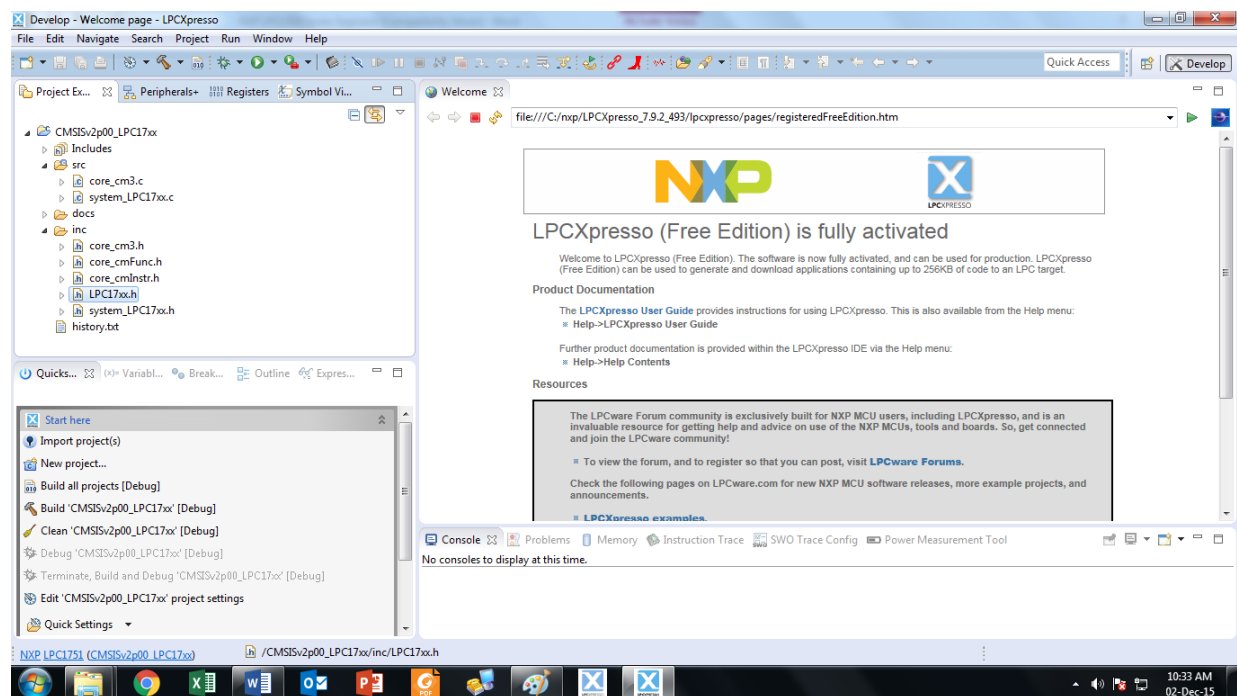 Develop - Welcome page - LPCXpresso
File Edit Navigate Search Project Run Window Help
Quick Access
Develop
Project Ex... Peripherals+ Registers Symbol Vi...
Welcome
file:///C:/nxp/LPCXpresso_7.9.2_493/lpcxpresso/pages/registeredFreeEdition.htm
CMSISv2p00_LPC17xx
Includes
src
core_cm3.c
system_LPC17xx.c
docs
inc
core_cm3.h
core_cmFunc.h
core_cmInstr.h
LPC17xx.h
system_LPC17xx.h
history.txt
NXP
LPCXPRESSO
LPCXpresso (Free Edition) is fully activated
Welcome to LPCXpresso (Free Edition). The software is now fully activated, and can be used for production. LPCXpresso
(Free Edition) can be used to generate and download applications containing up to 256KB of code to an LPC target.
Product Documentation
The LPCXpresso User Guide provides instructions for using LPCXpresso. This is also available from the Help menu:
Help->LPCXpresso User Guide
Further product documentation is provided within the LPCXpresso IDE via the Help menu:
Help->Help Contents
Resources
The LPCware Forum community is exclusively built for NXP MCU users, including LPCXpresso, and is an
invaluable resource for getting help and advice on use of the NXP MCUs, tools and boards. So, get connected
and join the LPCware community!
To view the forum, and to register so that you can post, visit LPCware Forums.
Check the following pages on LPCware.com for new NXP MCU software releases, more example projects, and
announcements.
LPCXpresso examples.
Quicks... (x)= Variabl... Break... Outline Expres...
Start here
Import project(s)
New project...
Build all projects [Debug]
Build 'CMSISv2p00_LPC17xx' [Debug]
Clean 'CMSISv2p00_LPC17xx' [Debug]
Debug 'CMSISv2p00_LPC17xx' [Debug]
Terminate, Build and Debug 'CMSISv2p00_LPC17xx' [Debug]
Edit 'CMSISv2p00_LPC17xx' project settings
Quick Settings
Console Problems Memory Instruction Trace SWO Trace Config Power Measurement Tool
No consoles to display at this time.
NXP LPC1751 (CMSISv2p00_LPC17xx) /CMSISv2p00_LPC17xx/inc/LPC17xx.h
10:33 AM
02-Dec-15